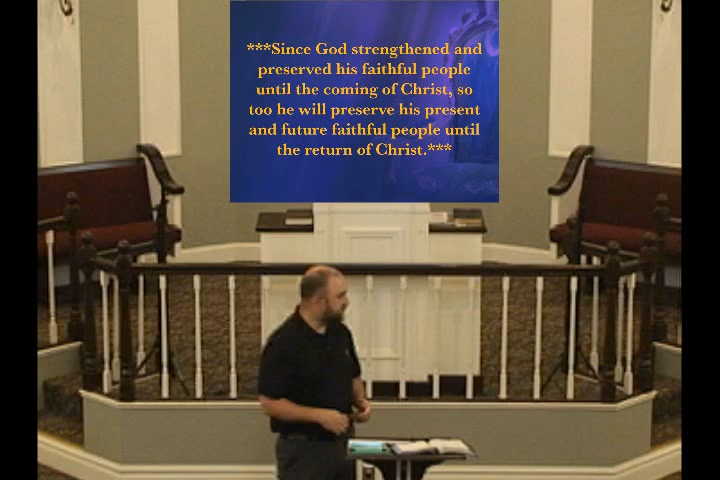 ***Since God strengthened and
preserved his faithful people
until the coming of Christ, so
too he will preserve his present
and future faithful people until
the return of Christ.***